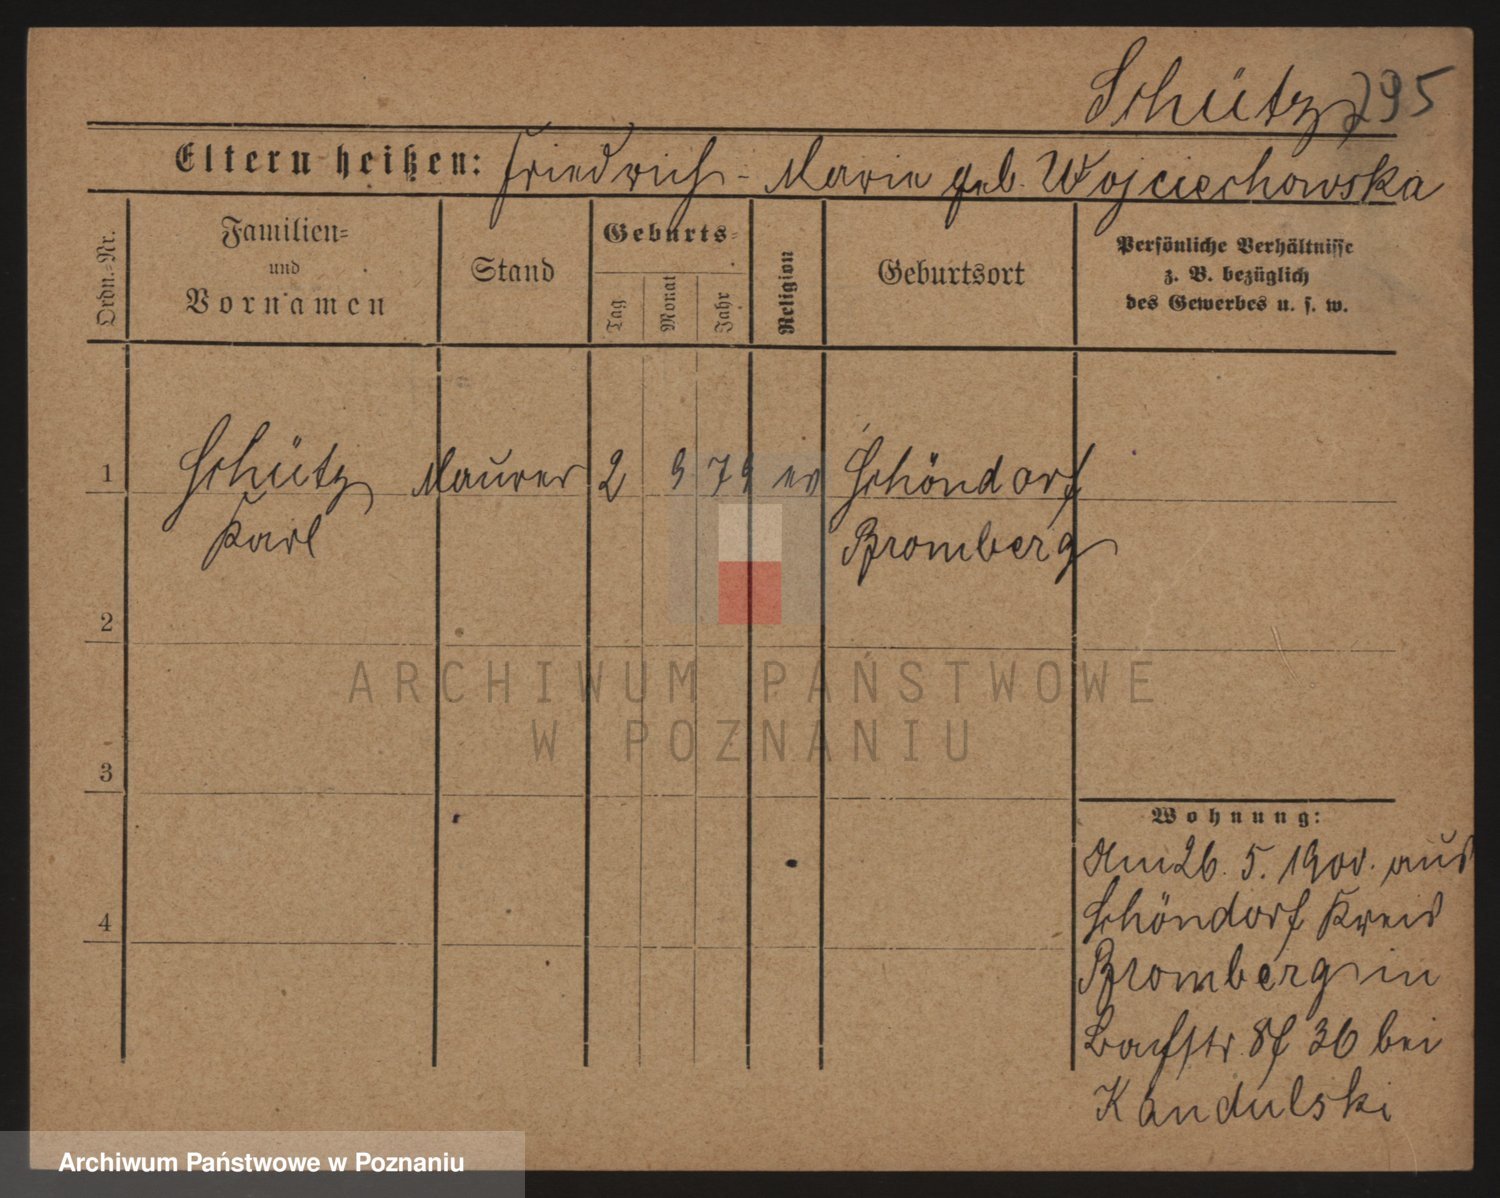 Schütz 795
Eltern heißen: Friedrich - Marie geb. Wojciechowska
Ordn.-Nr.
Familien-
und
Vornamen
Stand
Geburts-
Tag
Monat
Jahr
Religion
Geburtsort
Persönliche Verhältnisse
z. B. bezüglich
des Gewerbes u. s. w.
1 Schütz Maurer 2 9 79 ev Schöndorf
Karl Bromberg
2
3
4
Wohnung:
Am 26. 5. 1900. aus
Schöndorf Kreis
Bromberg in
36 bei
Kandulski
ARCHIWUM PAŃSTWOWE
W POZNANIU
Archiwum Państwowe w Poznaniu